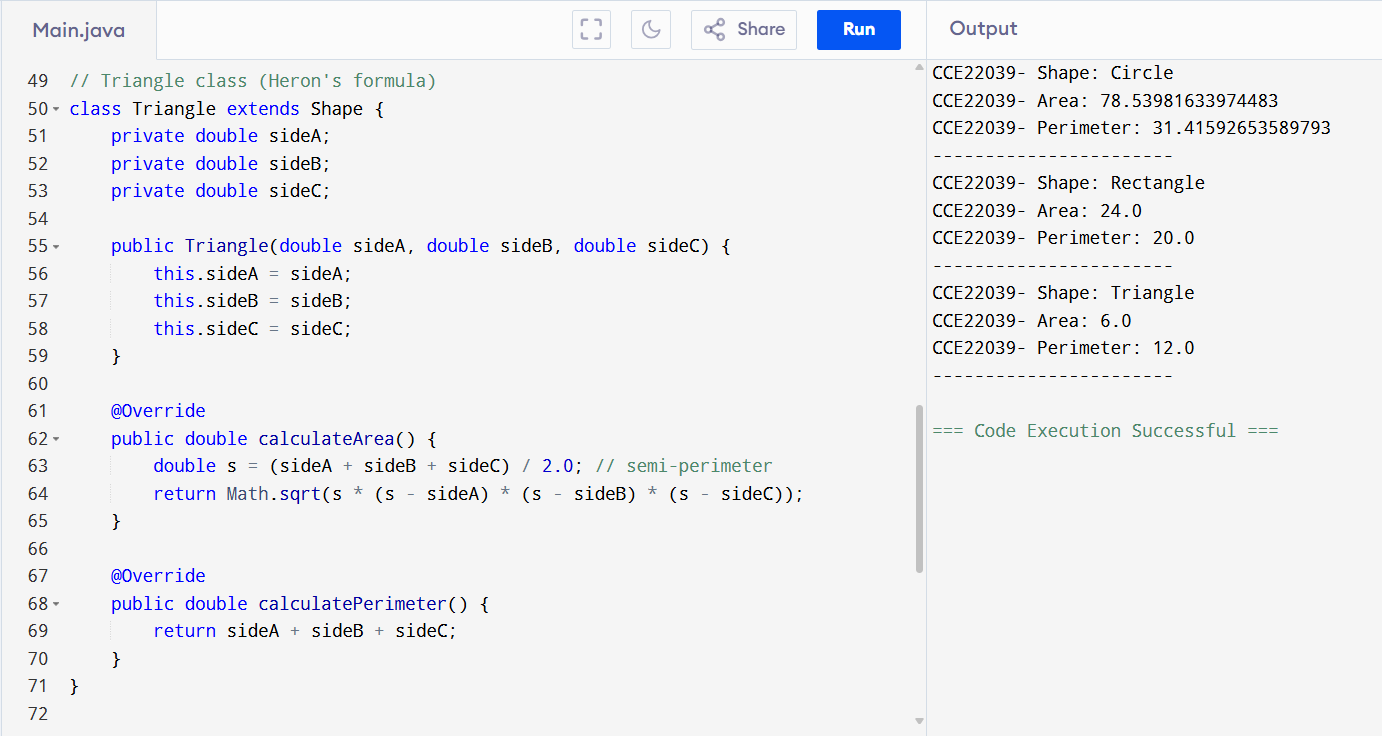 Main.java
Share
Run
Output
49 // Triangle class (Heron's formula)
50 class Triangle extends Shape {
51     private double sideA;
52     private double sideB;
53     private double sideC;
54
55     public Triangle(double sideA, double sideB, double sideC) {
56         this.sideA = sideA;
57         this.sideB = sideB;
58         this.sideC = sideC;
59     }
60
61     @Override
62     public double calculateArea() {
63         double s = (sideA + sideB + sideC) / 2.0; // semi-perimeter
64         return Math.sqrt(s * (s - sideA) * (s - sideB) * (s - sideC));
65     }
66
67     @Override
68     public double calculatePerimeter() {
69         return sideA + sideB + sideC;
70     }
71 }
72
CCE22039- Shape: Circle
CCE22039- Area: 78.53981633974483
CCE22039- Perimeter: 31.41592653589793
-----------------------
CCE22039- Shape: Rectangle
CCE22039- Area: 24.0
CCE22039- Perimeter: 20.0
-----------------------
CCE22039- Shape: Triangle
CCE22039- Area: 6.0
CCE22039- Perimeter: 12.0
-----------------------
=== Code Execution Successful ===